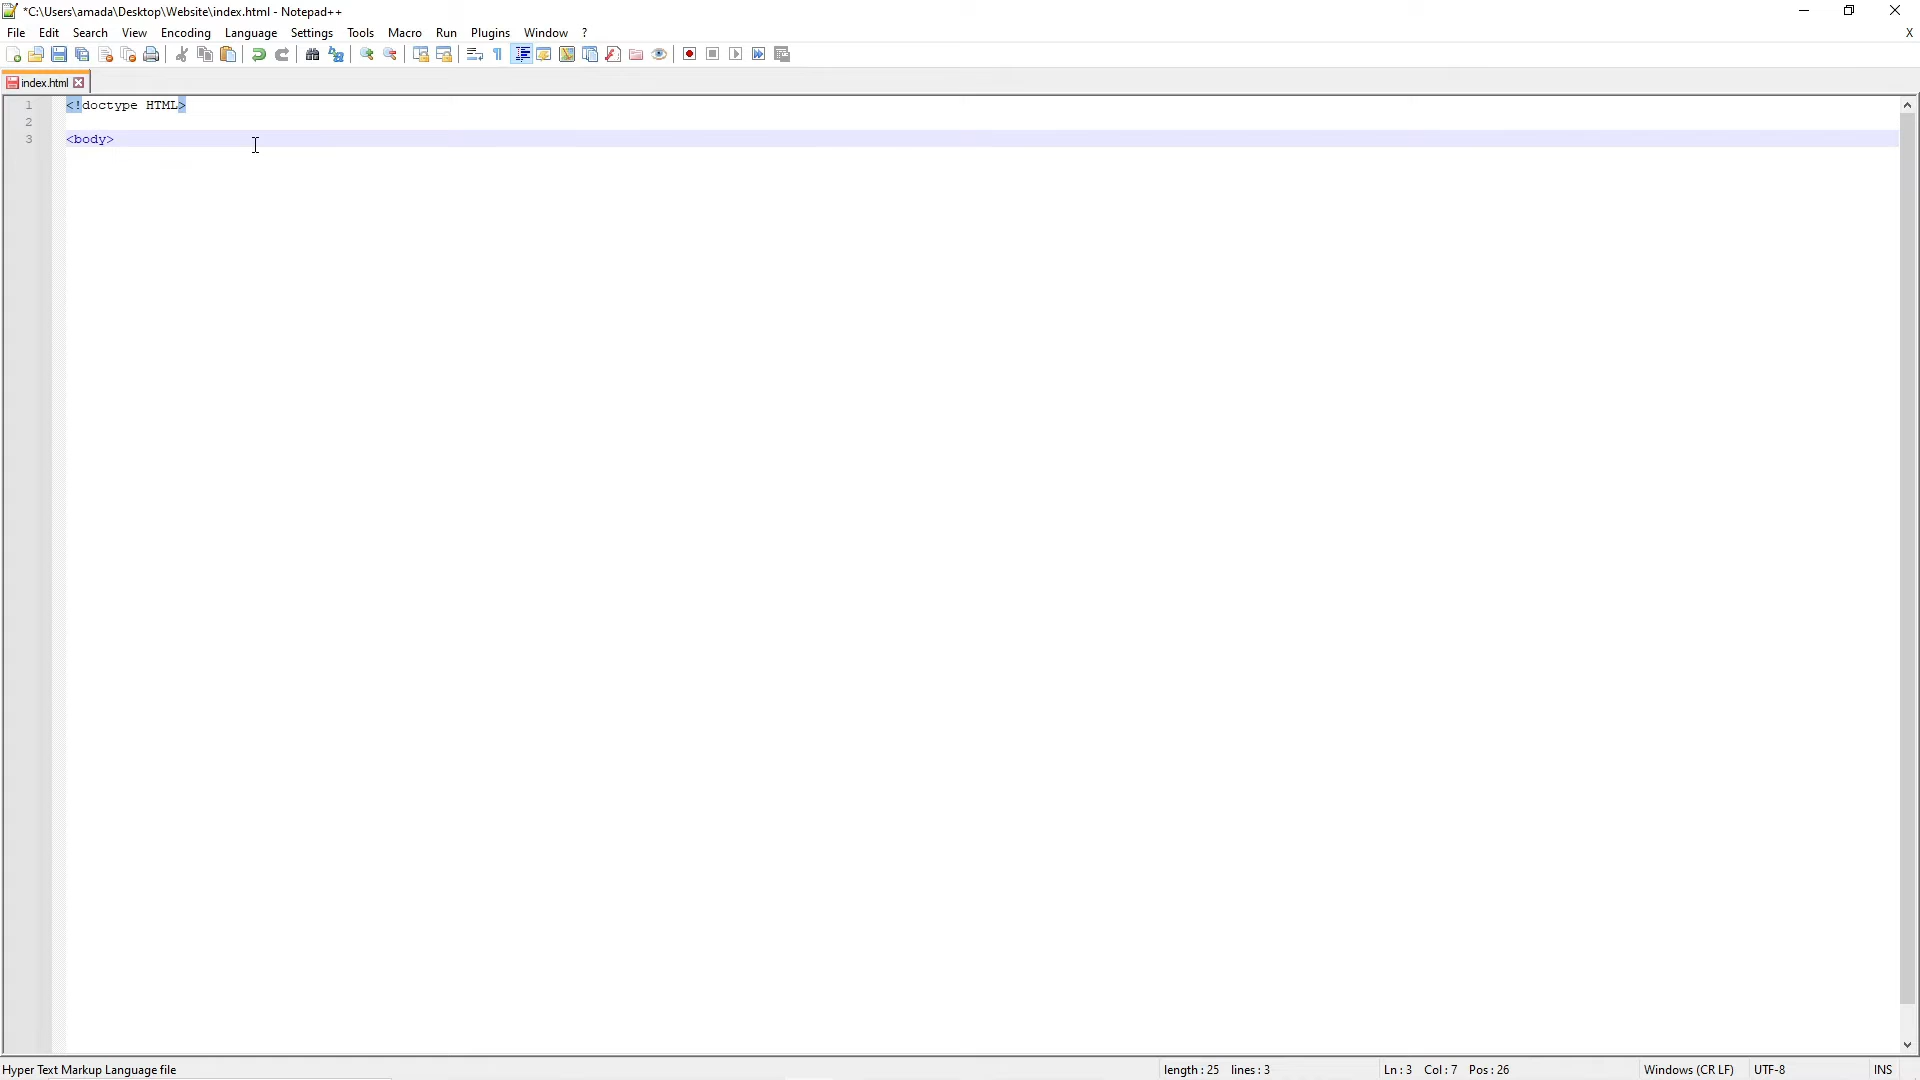 *C:\Users\amada\Desktop\Website\index.html - Notepad++
File Edit Search View Encoding Language Settings Tools Macro Run Plugins Window ? X
index.html
1 <!doctype HTML>
2
3 <body>
Hyper Text Markup Language file length : 25 lines : 3 Ln : 3 Col : 7 Pos : 26 Windows (CR LF) UTF-8 INS